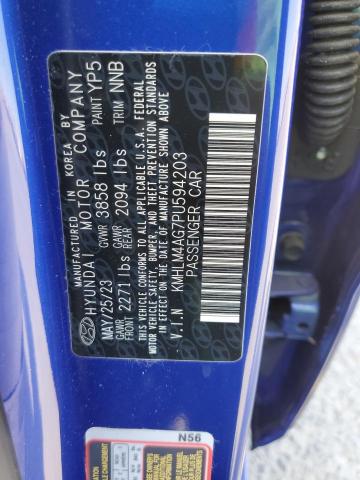 MANUFACTURED IN KOREA BY
HYUNDAI MOTOR COMPANY
MAY/25/23 GVWR 3858 lbs PAINT YP5
GAWR FRONT 2271 lbs GAWR REAR 2094 lbs TRIM NNB
THIS VEHICLE CONFORMS TO ALL APPLICABLE U.S.A.
FEDERAL MOTOR VEHICLE SAFETY, BUMPER, AND THEFT
PREVENTION STANDARDS IN EFFECT ON THE DATE OF
MANUFACTURE SHOWN ABOVE.
V.I.N KMHLM4AG7PU594203
PASSENGER CAR
N56